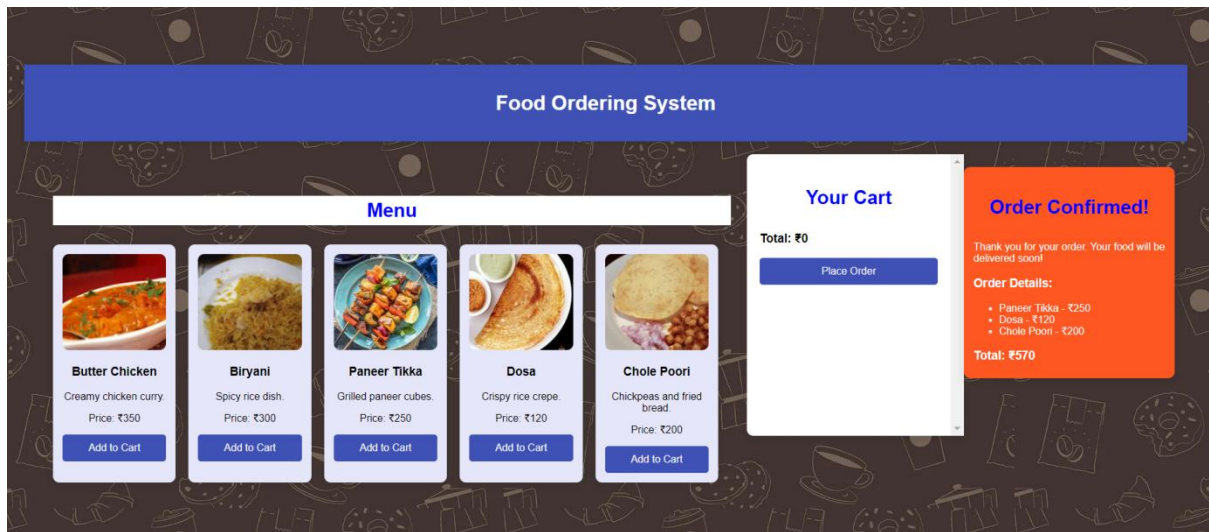 Food Ordering System
Menu
Butter Chicken
Creamy chicken curry.
Price: ₹350
Add to Cart
Biryani
Spicy rice dish.
Price: ₹300
Add to Cart
Paneer Tikka
Grilled paneer cubes.
Price: ₹250
Add to Cart
Dosa
Crispy rice crepe.
Price: ₹120
Add to Cart
Chole Poori
Chickpeas and fried
bread.
Price: ₹200
Add to Cart
Your Cart
Total: ₹0
Place Order
Order Confirmed!
Thank you for your order. Your food will be
delivered soon!
Order Details:
• Paneer Tikka - ₹250
• Dosa - ₹120
• Chole Poori - ₹200
Total: ₹570